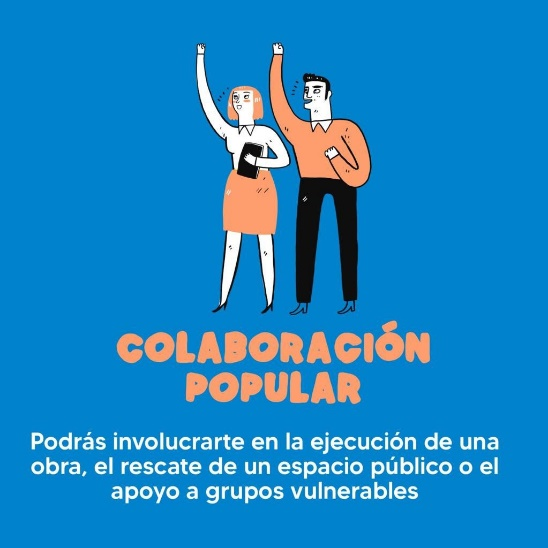 COLABORACIÓN
POPULAR
Podrás involucrarte en la ejecución de una
obra, el rescate de un espacio público o el
apoyo a grupos vulnerables